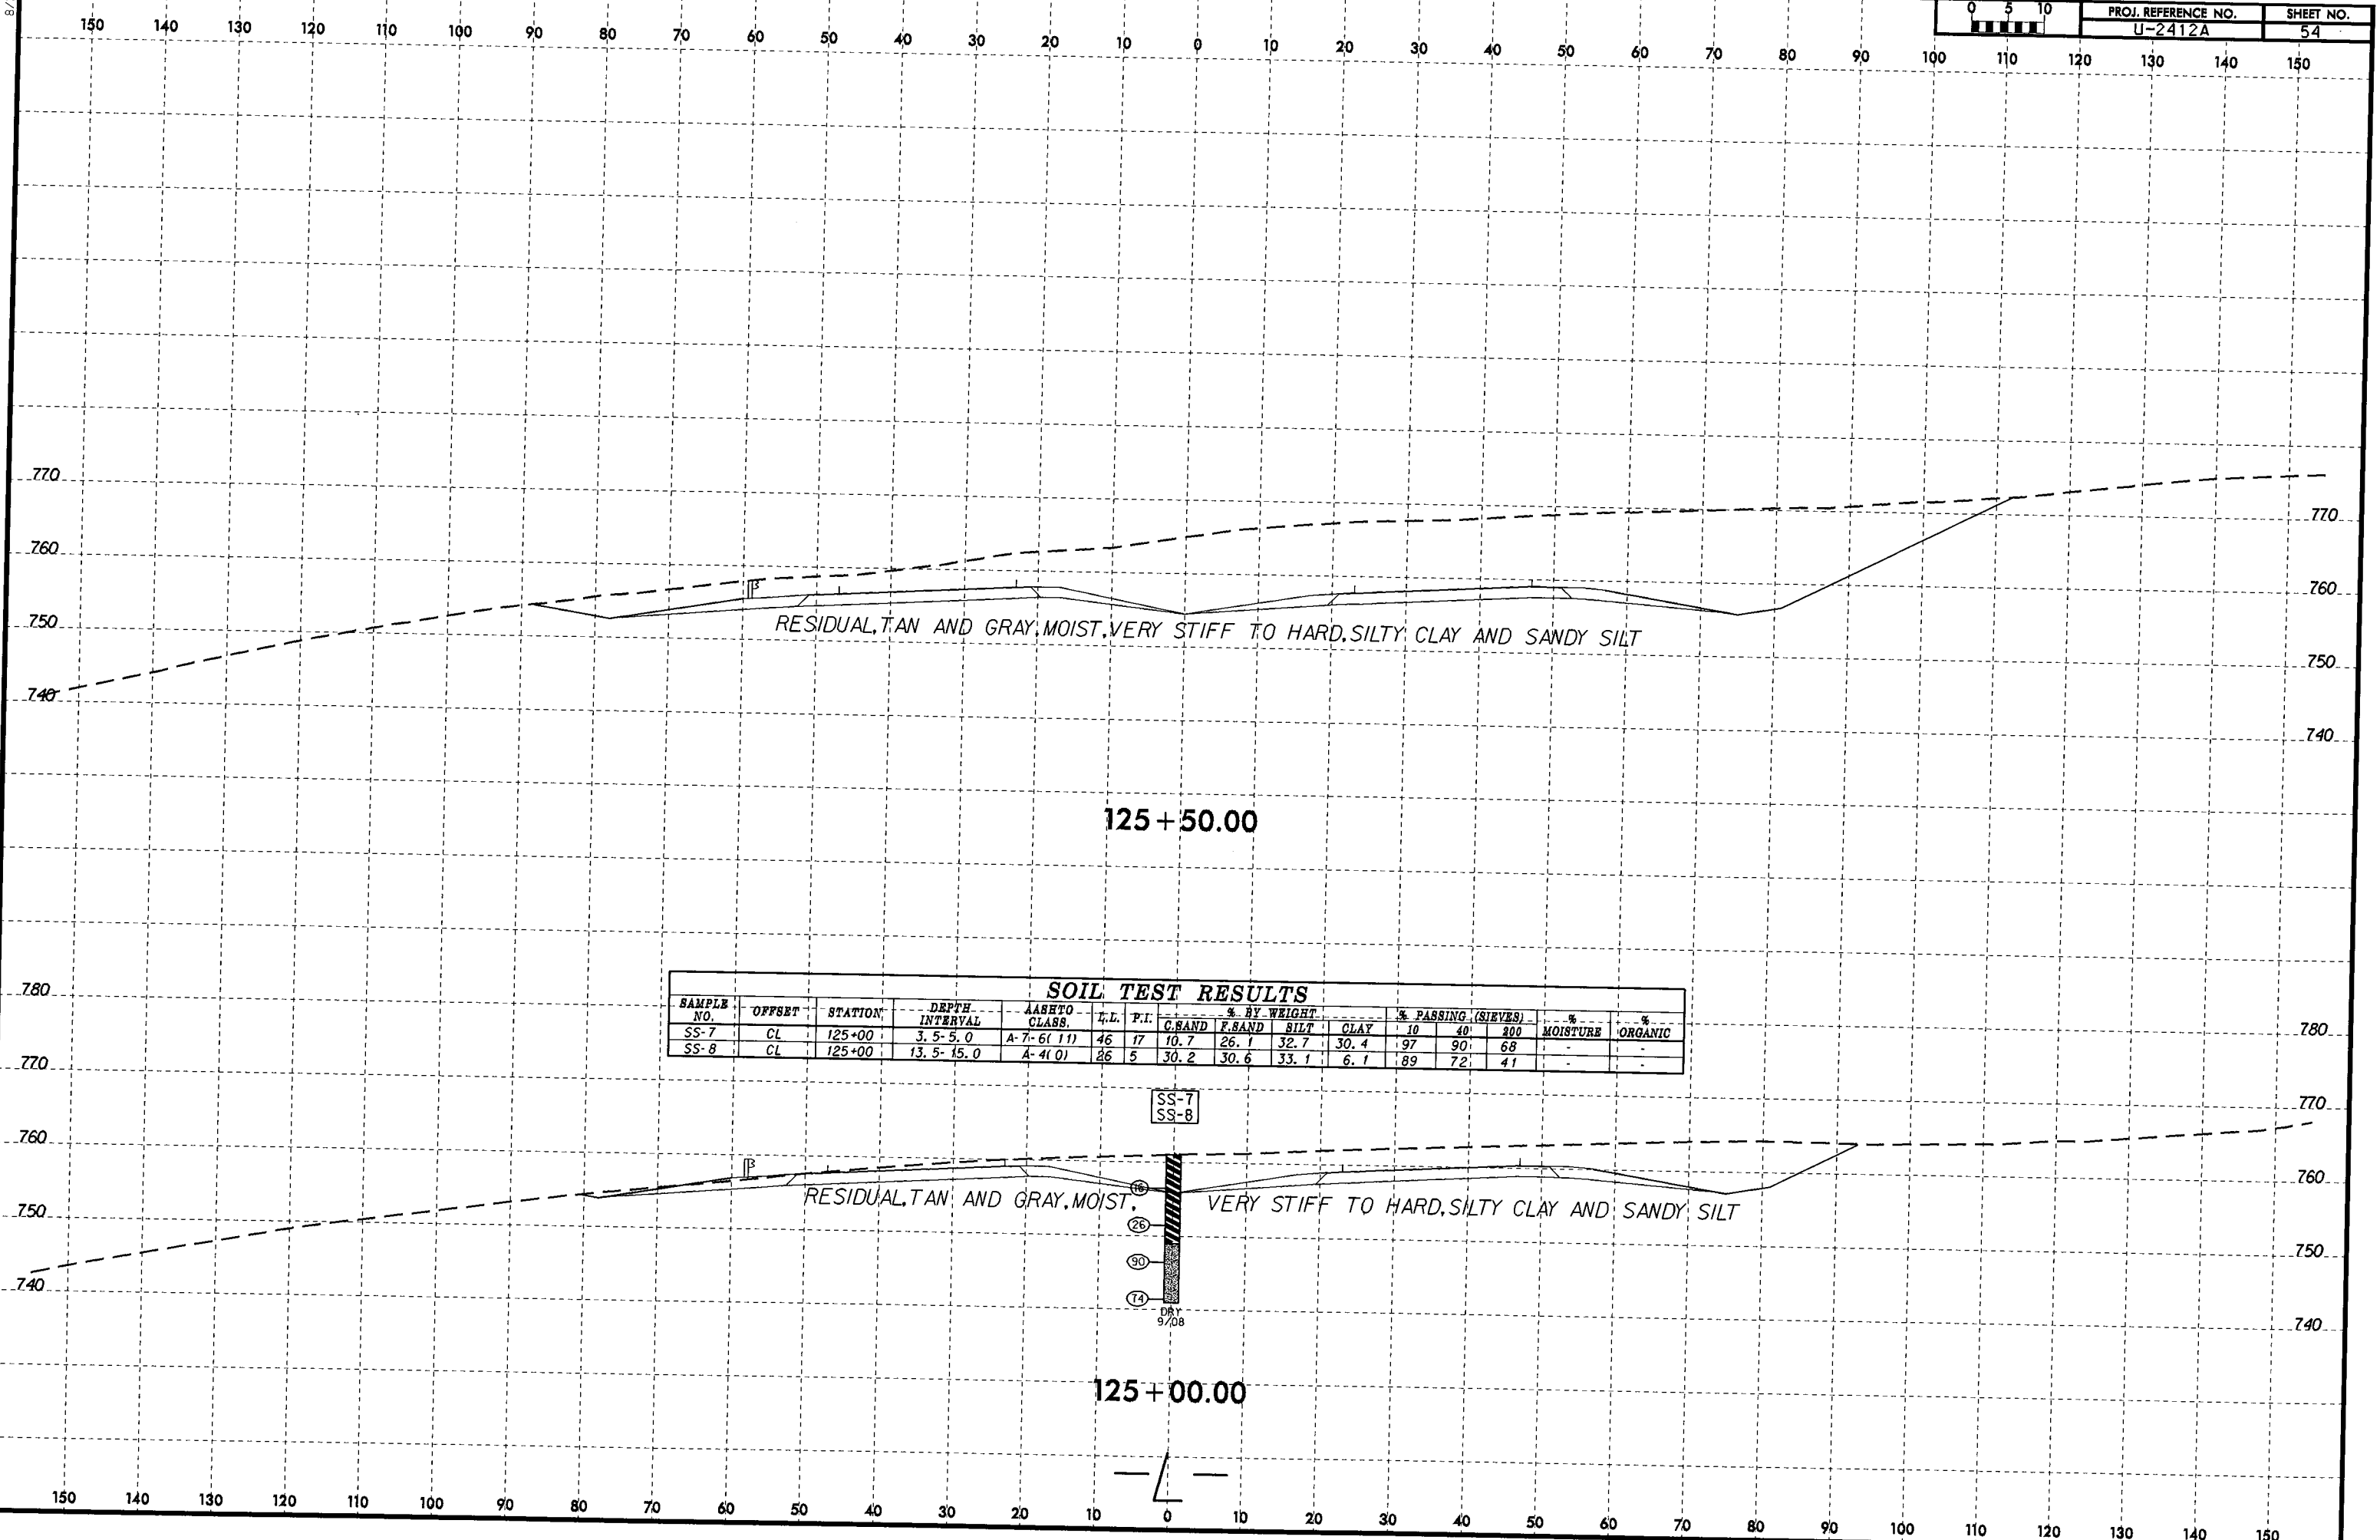 8/
0 5 10
PROJ. REFERENCE NO. SHEET NO.
U-2412A 54
150 140 130 120 110 100 90 80 70 60 50 40 30 20 10 0 10 20 30 40 50 60 70 80 90 100 110 120 130 140 150
770 770
760 760
750 750
740 740
RESIDUAL, TAN AND GRAY, MOIST, VERY STIFF TO HARD, SILTY CLAY AND SANDY SILT
125+50.00
SOIL TEST RESULTS
SAMPLE NO. OFFSET STATION DEPTH INTERVAL AASHTO CLASS. L.L. P.I. % BY WEIGHT % PASSING (SIEVES) % MOISTURE % ORGANIC
C.SAND F.SAND SILT CLAY 10 40 200
SS-7 CL 125+00 3.5-5.0 A-7-6(11) 46 17 10.7 26.1 32.7 30.4 97 90 68 - -
SS-8 CL 125+00 13.5-15.0 A-4(0) 26 5 30.2 30.6 33.1 6.1 89 72 41 - -
780 780
770 770
760 760
750 750
740 740
SS-7
SS-8
16
RESIDUAL, TAN AND GRAY, MOIST, VERY STIFF TO HARD, SILTY CLAY AND SANDY SILT
26
90
74
DRY
9/08
125+00.00
— L —
150 140 130 120 110 100 90 80 70 60 50 40 30 20 10 0 10 20 30 40 50 60 70 80 90 100 110 120 130 140 150